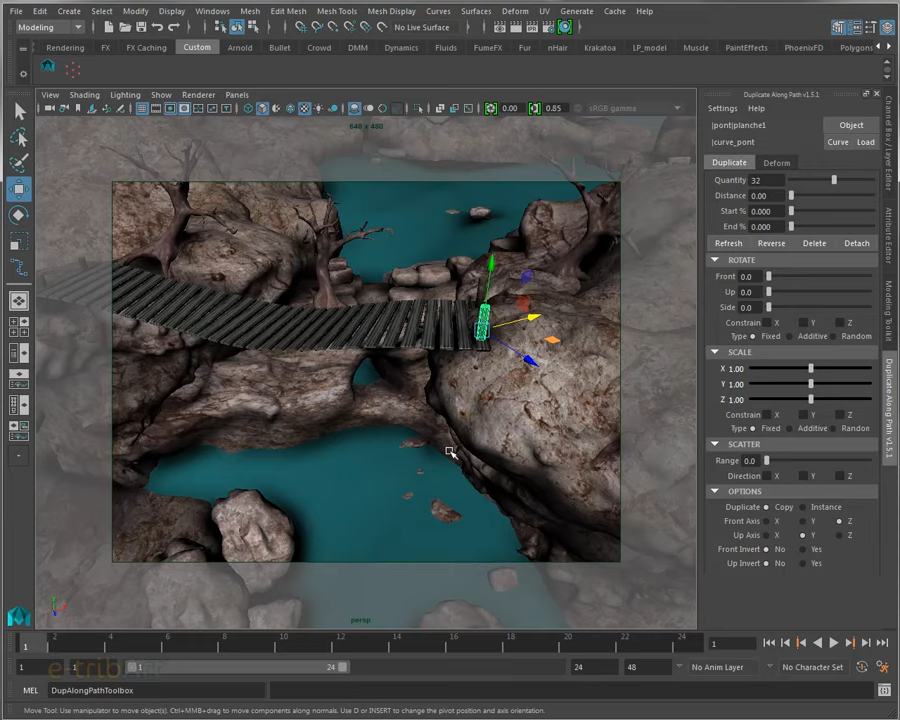 File Edit Create Select Modify Display Windows Mesh Edit Mesh Mesh Tools Mesh Display Curves Surfaces Deform UV Generate Cache Help
Modeling No Live Surface
Rendering FX FX Caching Custom Arnold Bullet Crowd DMM Dynamics Fluids FumeFX Fur nHair Krakatoa LP_model Muscle PaintEffects PhoenixFD Polygons
View Shading Lighting Show Renderer Panels
0.00 0.85 sRGB gamma
648 x 480
Duplicate Along Path v1.5.1
Settings Help
|pont|planche1 Object
|curve_pont Curve Load
Duplicate Deform
Quantity 32
Distance 0.00
Start % 0.000
End % 0.000
Refresh Reverse Delete Detach
ROTATE
Front 0.0
Up 0.0
Side 0.0
Constrain X Y Z
Type Fixed Additive Random
SCALE
X 1.00
Y 1.00
Z 1.00
Constrain X Y Z
Type Fixed Additive Random
SCATTER
Range 0.0
Direction X Y Z
OPTIONS
Duplicate Copy Instance
Front Axis X Y Z
Up Axis X Y Z
Front Invert No Yes
Up Invert No Yes
Channel Box / Layer Editor
Attribute Editor
Modeling Toolkit
Duplicate Along Path v1.5.1
persp
1 2 4 6 8 10 12 14 16 18 20 22 24 1
1 1 1 24 24 48 No Anim Layer No Character Set
MEL DupAlongPathToolbox
Move Tool: Use manipulator to move object(s). Ctrl+MMB+drag to move components along normals. Use D or INSERT to change the pivot position and axis orientation.